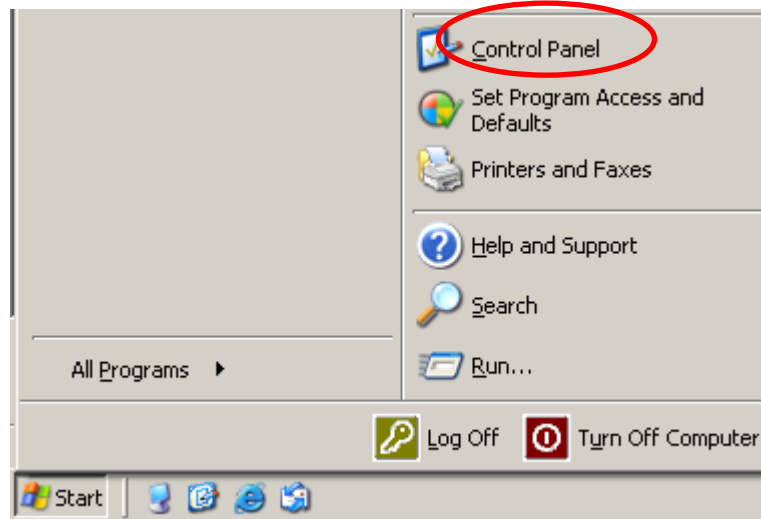 Control Panel
Set Program Access and
Defaults
Printers and Faxes
Help and Support
Search
All Programs
Run...
Log Off
Turn Off Computer
Start